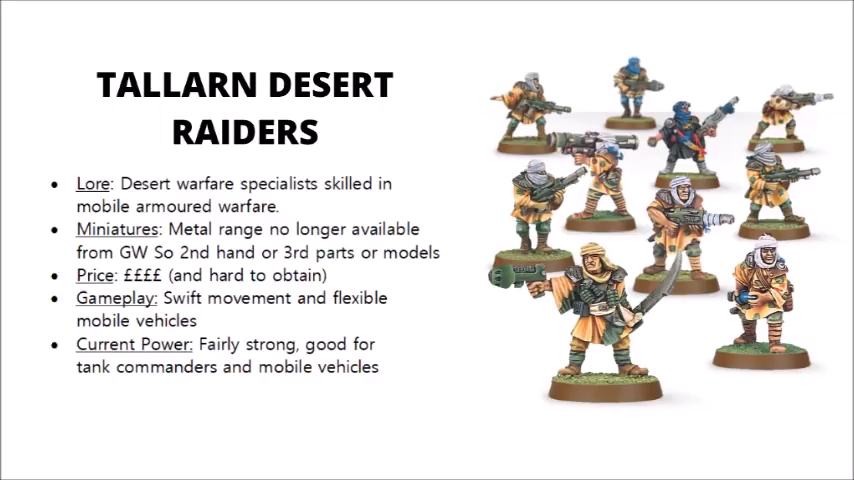 TALLARN DESERT
RAIDERS
• Lore: Desert warfare specialists skilled in
mobile armoured warfare.
• Miniatures: Metal range no longer available
from GW So 2nd hand or 3rd parts or models
• Price: ££££ (and hard to obtain)
• Gameplay: Swift movement and flexible
mobile vehicles
• Current Power: Fairly strong, good for
tank commanders and mobile vehicles